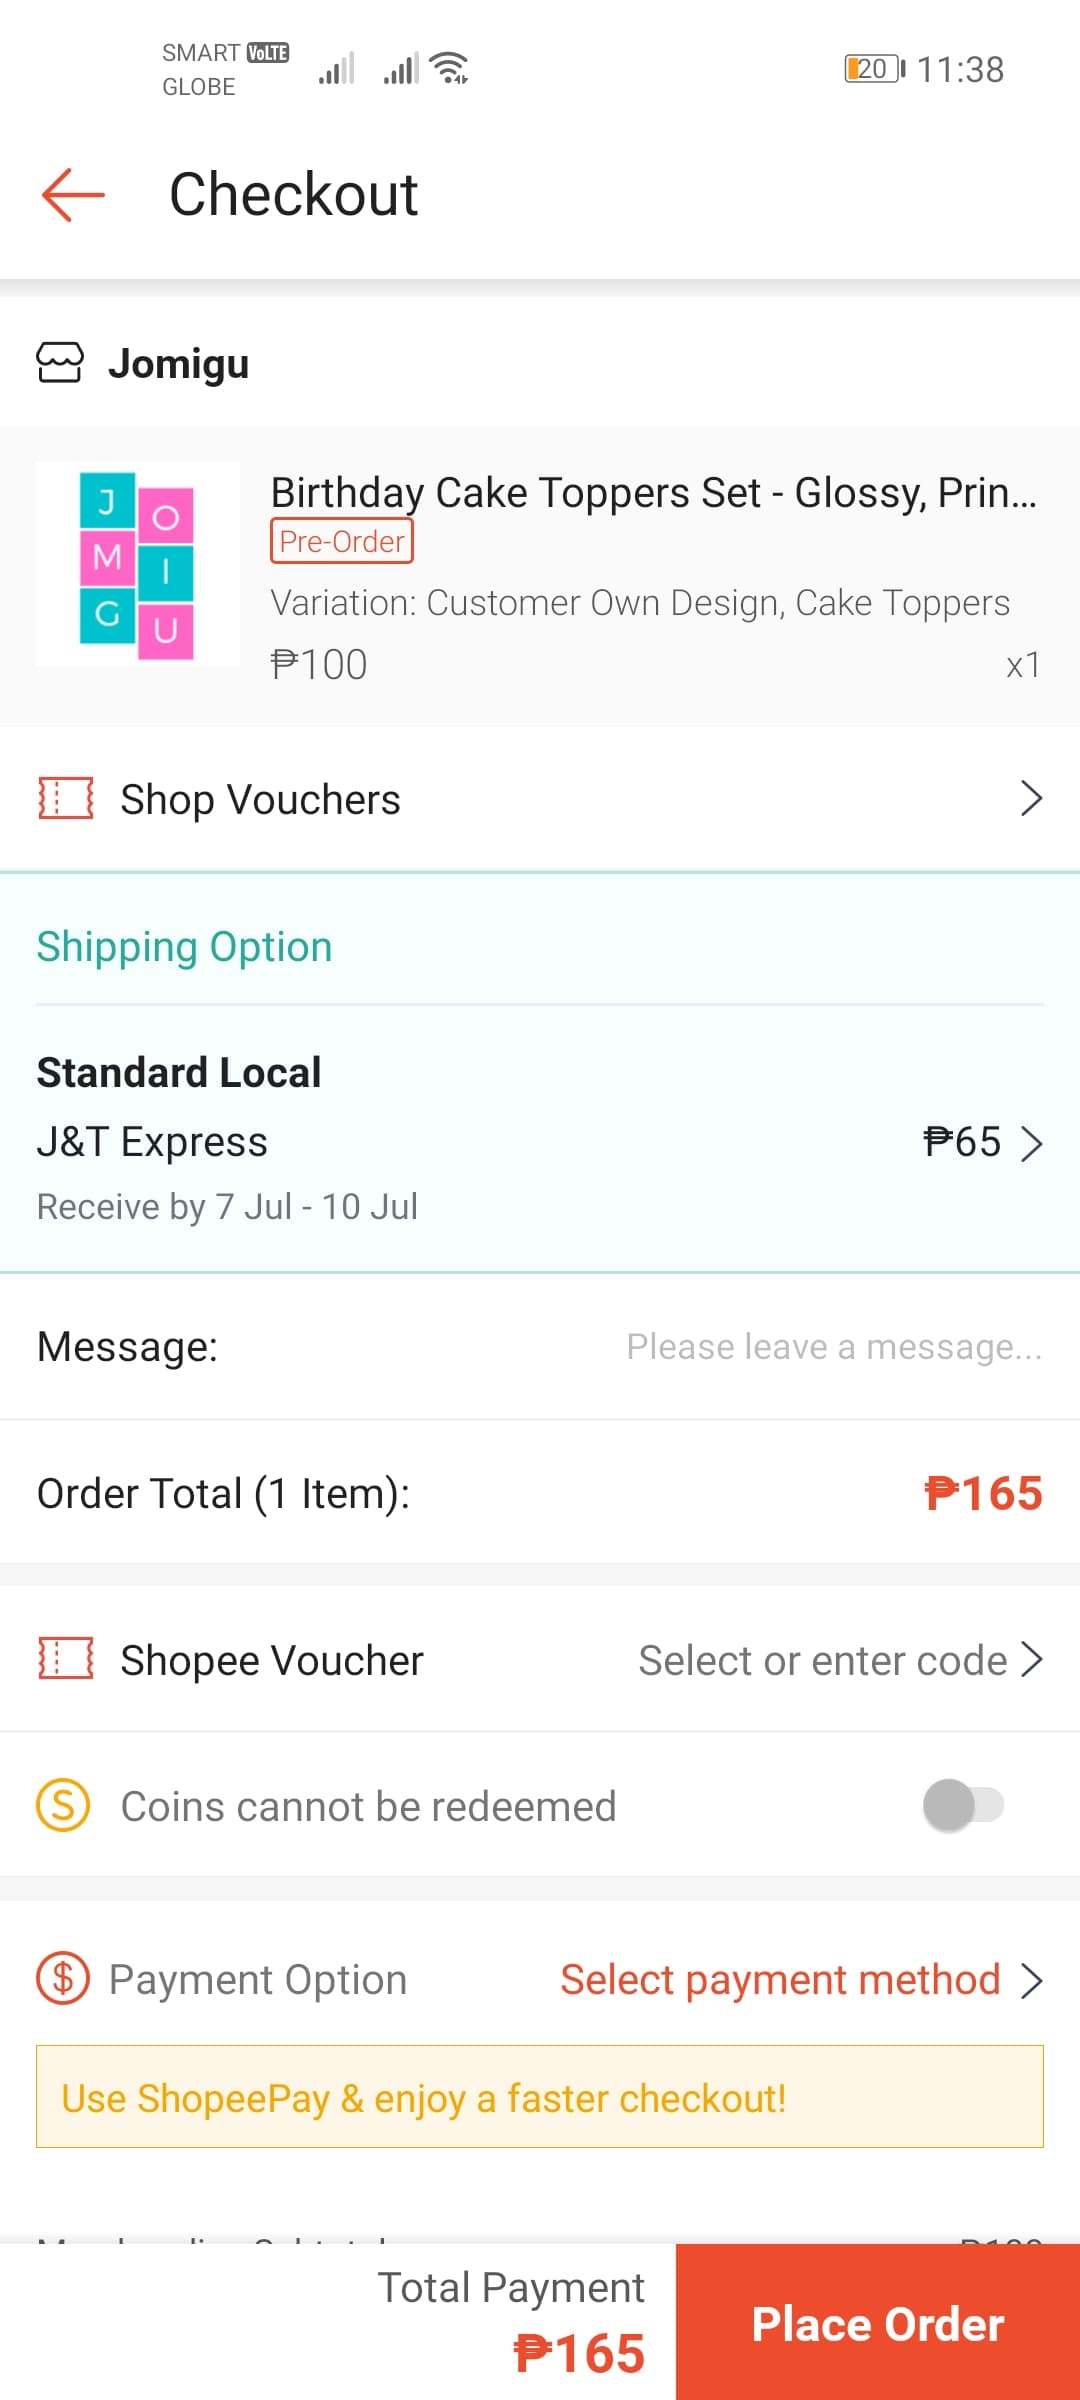 SMART VoLTE
GLOBE
20 11:38
Checkout
Jomigu
J O
M I
G U
Birthday Cake Toppers Set - Glossy, Prin...
Pre-Order
Variation: Customer Own Design, Cake Toppers
₱100 x1
Shop Vouchers
Shipping Option
Standard Local
J&T Express ₱65
Receive by 7 Jul - 10 Jul
Message: Please leave a message...
Order Total (1 Item): ₱165
Shopee Voucher Select or enter code
S Coins cannot be redeemed
$ Payment Option Select payment method
Use ShopeePay & enjoy a faster checkout!
Total Payment
₱165
Place Order